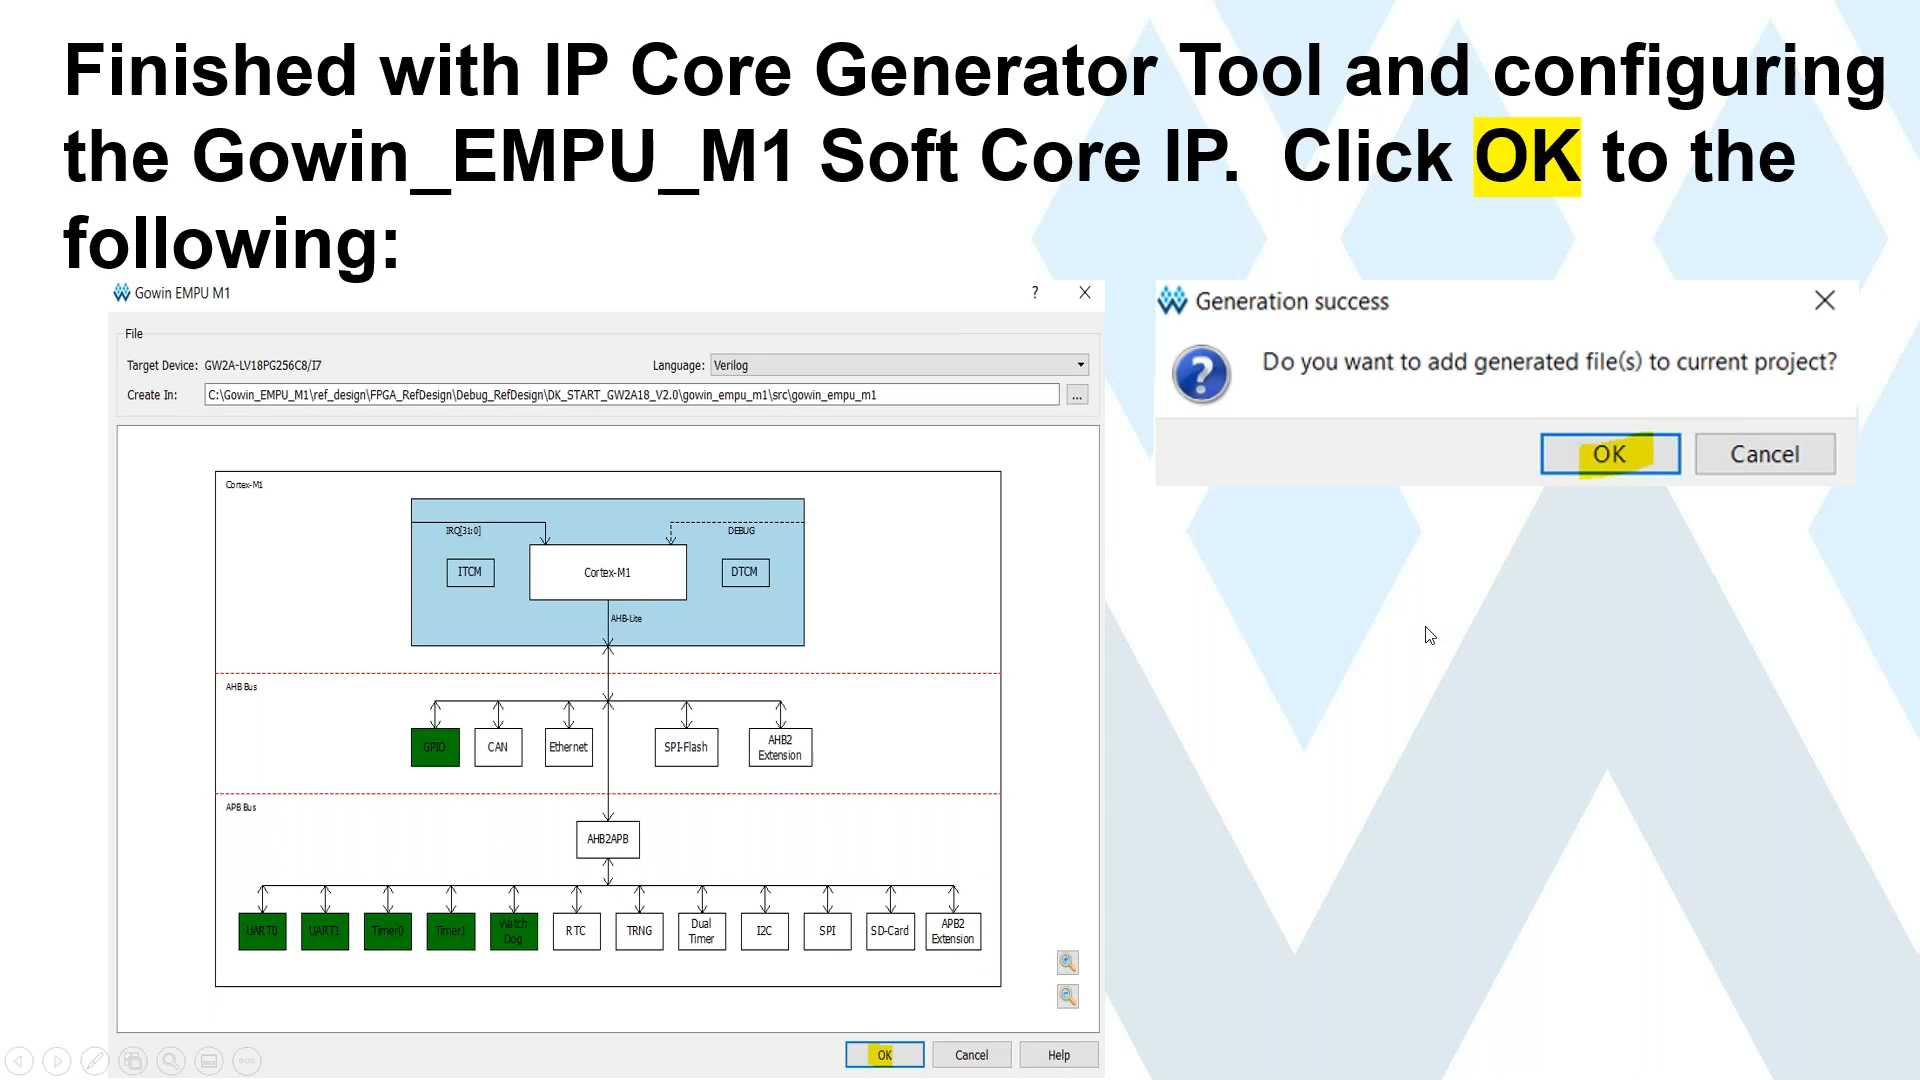 Finished with IP Core Generator Tool and configuring
the Gowin_EMPU_M1 Soft Core IP.  Click OK to the
following:
Gowin EMPU M1
?
File
Target Device: GW2A-LV18PG256C8/I7
Language: Verilog
Create In: C:\Gowin_EMPU_M1\ref_design\FPGA_RefDesign\Debug_RefDesign\DK_START_GW2A18_V2.0\gowin_empu_m1\src\gowin_empu_m1
...
Cortex-M1
IRQ[31:0]
DEBUG
ITCM
Cortex-M1
DTCM
AHB-Lite
AHB Bus
GPIO
CAN
Ethernet
SPI-Flash
AHB2
Extension
APB Bus
AHB2APB
UART0
UART1
Timer0
Timer1
Watch
Dog
RTC
TRNG
Dual
Timer
I2C
SPI
SD-Card
APB2
Extension
OK
Cancel
Help
Generation success
Do you want to add generated file(s) to current project?
OK
Cancel